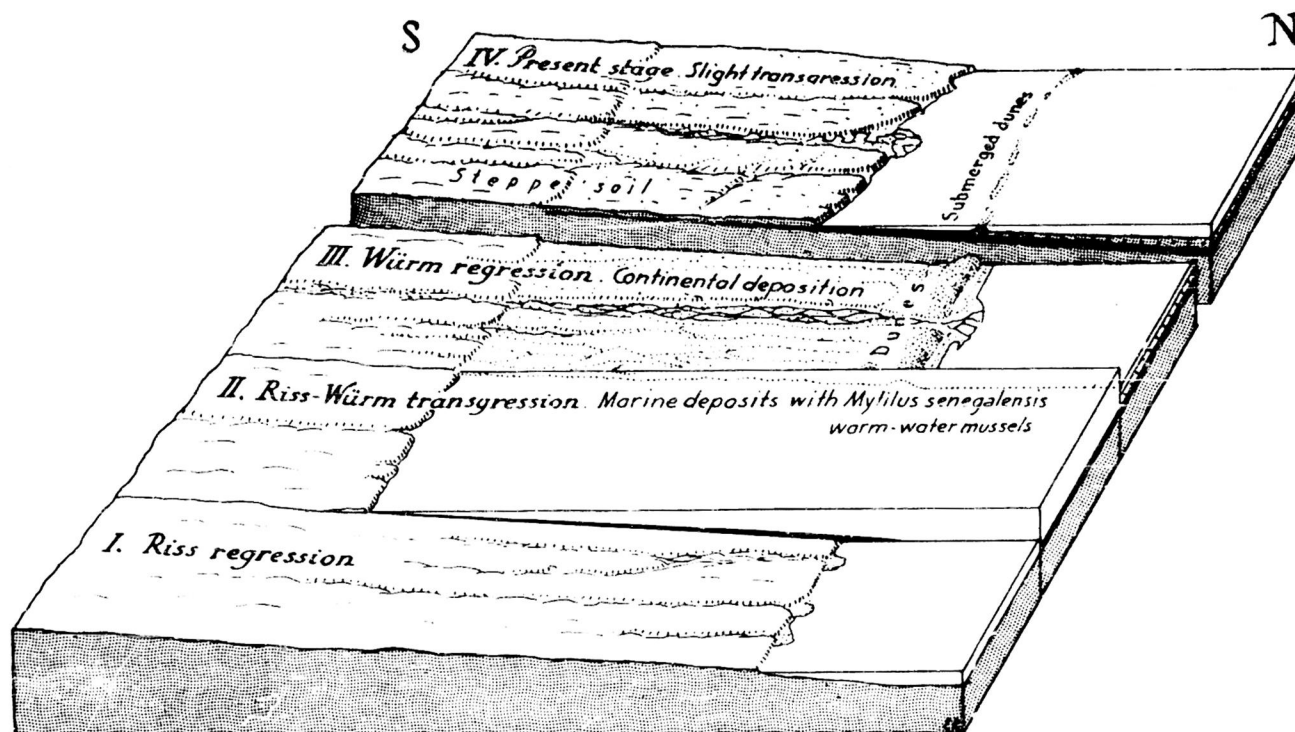 S
N
IV. Present stage. Slight transgression
Submerged dunes
Steppe soil
III. Würm regression. Continental deposition
Dunes
II. Riss-Würm transgression. Marine deposits with Mytilus senegalensis
warm-water mussels
I. Riss regression